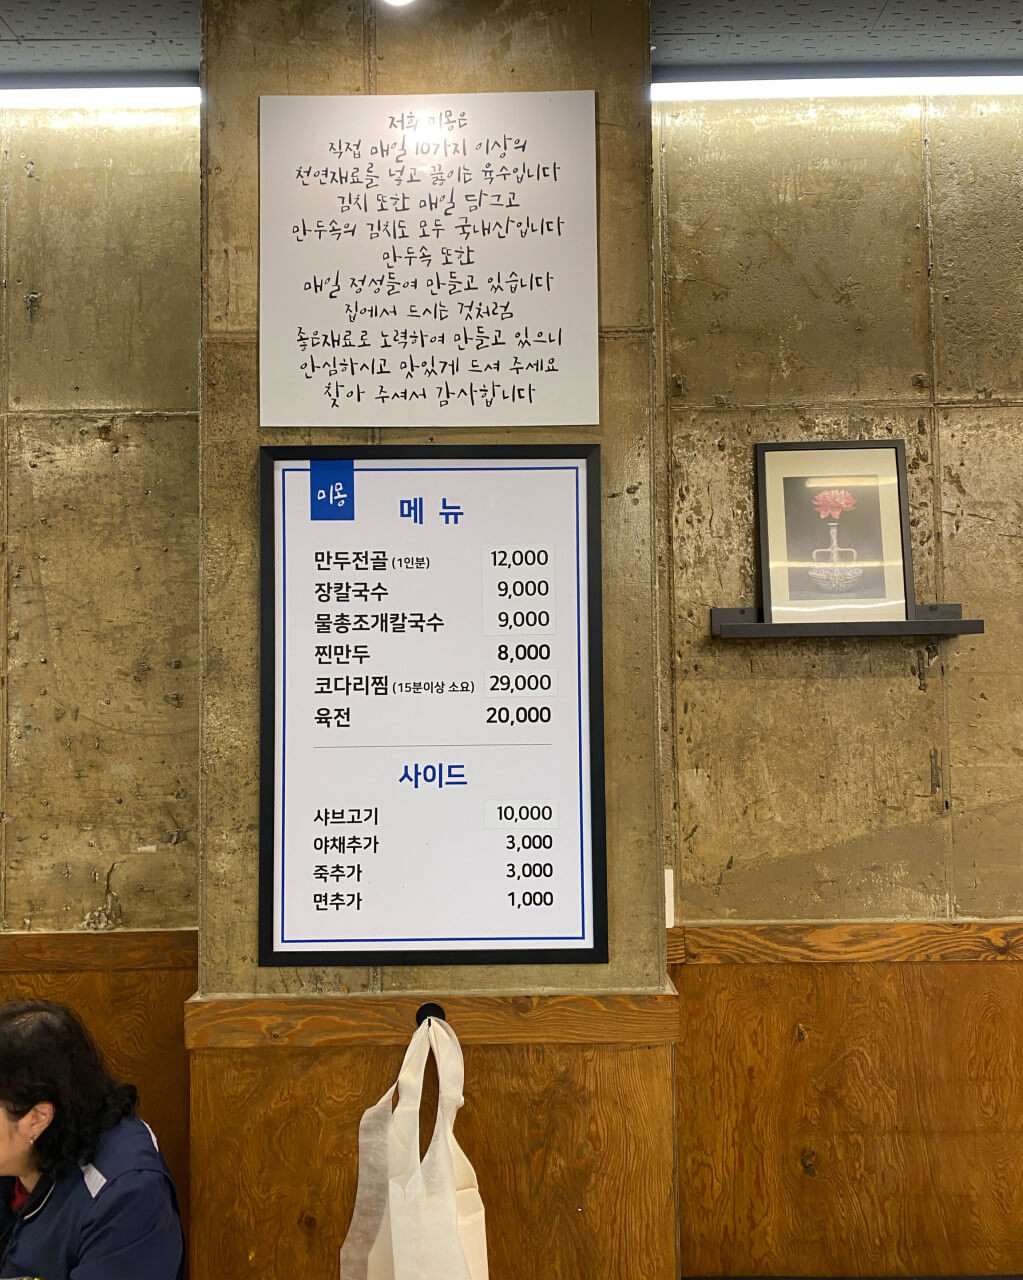 저희 미몽은
직접 매일 10가지 이상의
천연재료를 넣고 끓이는 육수입니다
김치 또한 매일 담그고
만두속의 김치도 모두 국내산입니다
만두속 또한
매일 정성들여 만들고 있습니다
집에서 드시는 것처럼
좋은재료로 노력하여 만들고 있으니
안심하시고 맛있게 드셔 주세요
찾아 주셔서 감사합니다
미몽
메뉴
만두전골 (1인분) 12,000
장칼국수 9,000
물총조개칼국수 9,000
찐만두 8,000
코다리찜 (15분이상 소요) 29,000
육전 20,000
사이드
샤브고기 10,000
야채추가 3,000
죽추가 3,000
면추가 1,000